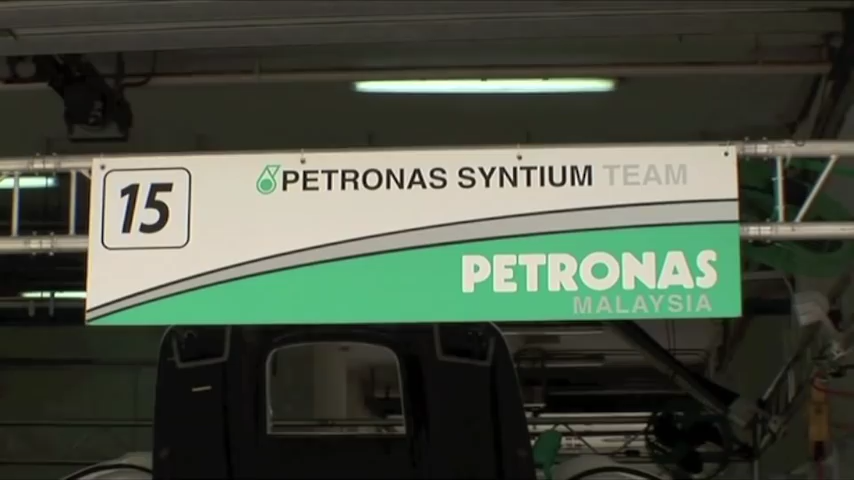 15
PETRONAS SYNTIUM TEAM
PETRONAS
MALAYSIA